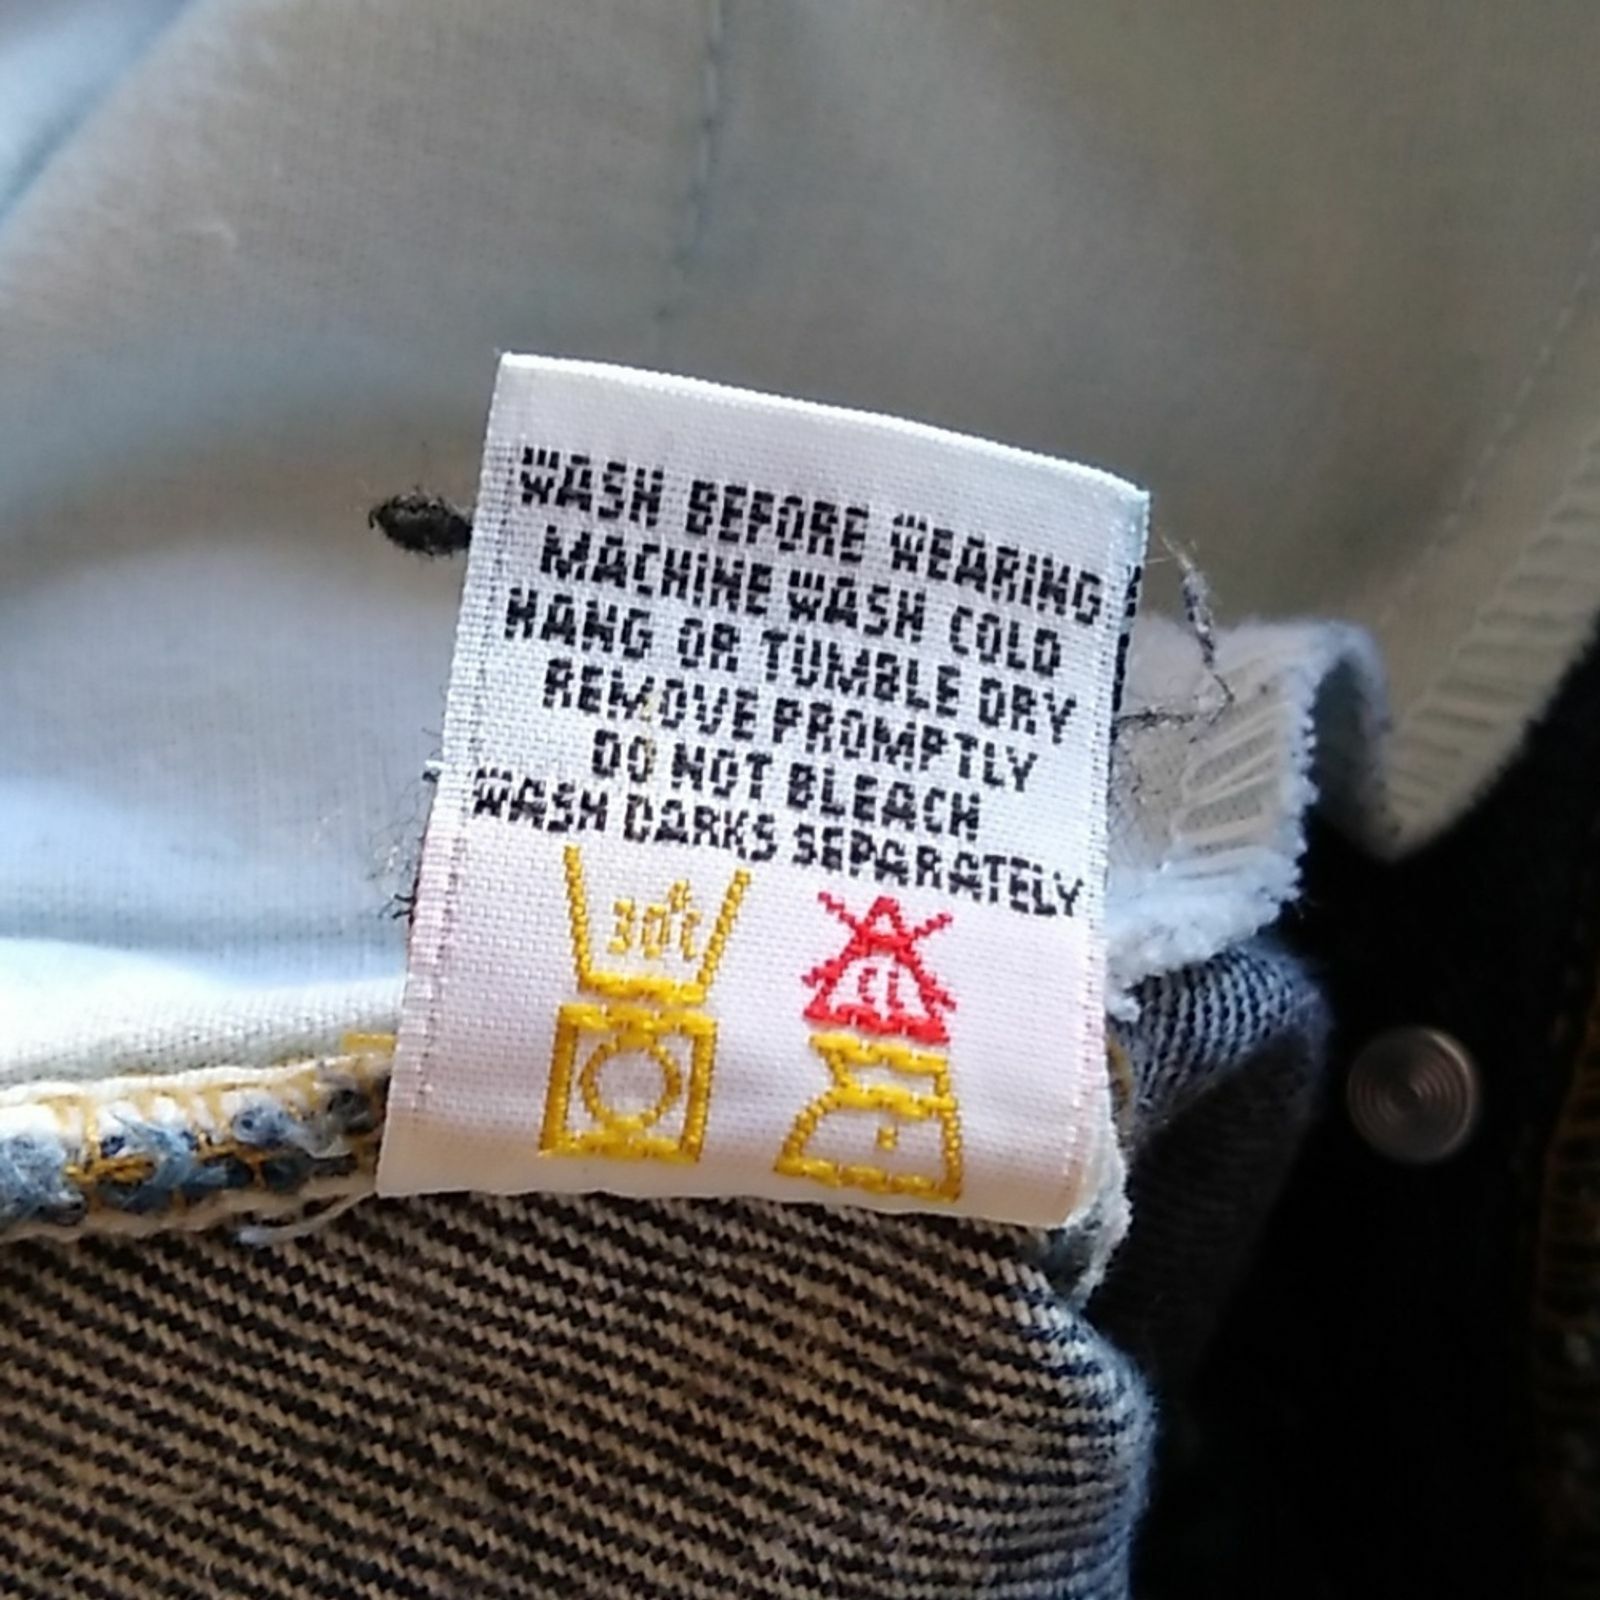 WASH BEFORE WEARING
MACHINE WASH COLD
HANG OR TUMBLE DRY
REMOVE PROMPTLY
DO NOT BLEACH
WASH DARKS SEPARATELY
30°C
CL